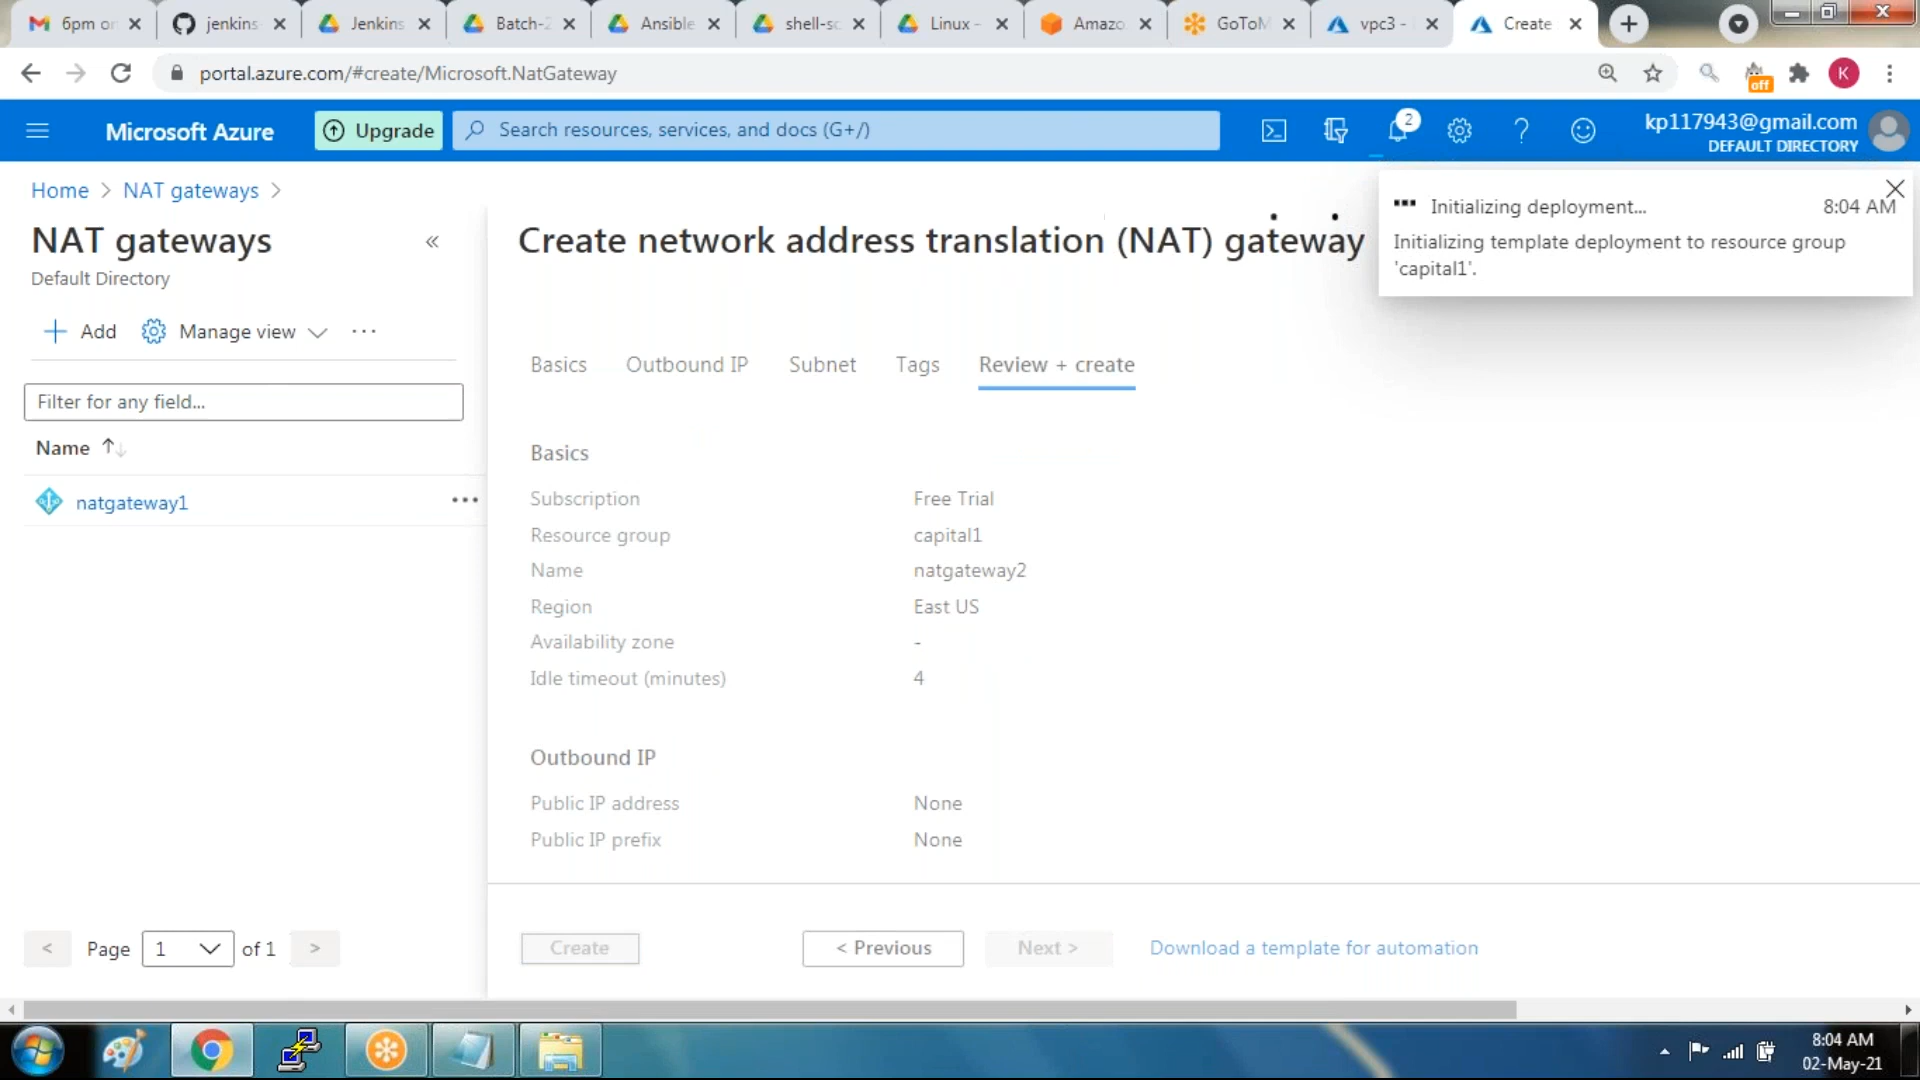 6pm on
jenkins
Jenkins
Batch-2
Ansible
shell-sc
Linux -
Amazo
GoToM
vpc3 -
Create
portal.azure.com/#create/Microsoft.NatGateway
off
K
Microsoft Azure
Upgrade
Search resources, services, and docs (G+/)
2
kp117943@gmail.com
DEFAULT DIRECTORY
Home > NAT gateways >
Initializing deployment...
8:04 AM
Initializing template deployment to resource group
'capital1'.
NAT gateways
Default Directory
Create network address translation (NAT) gateway
Add
Manage view
Basics
Outbound IP
Subnet
Tags
Review + create
Filter for any field...
Name
natgateway1
Basics
Subscription Free Trial
Resource group capital1
Name natgateway2
Region East US
Availability zone -
Idle timeout (minutes) 4
Outbound IP
Public IP address None
Public IP prefix None
< Page 1 of 1 >
Create
< Previous
Next >
Download a template for automation
8:04 AM
02-May-21